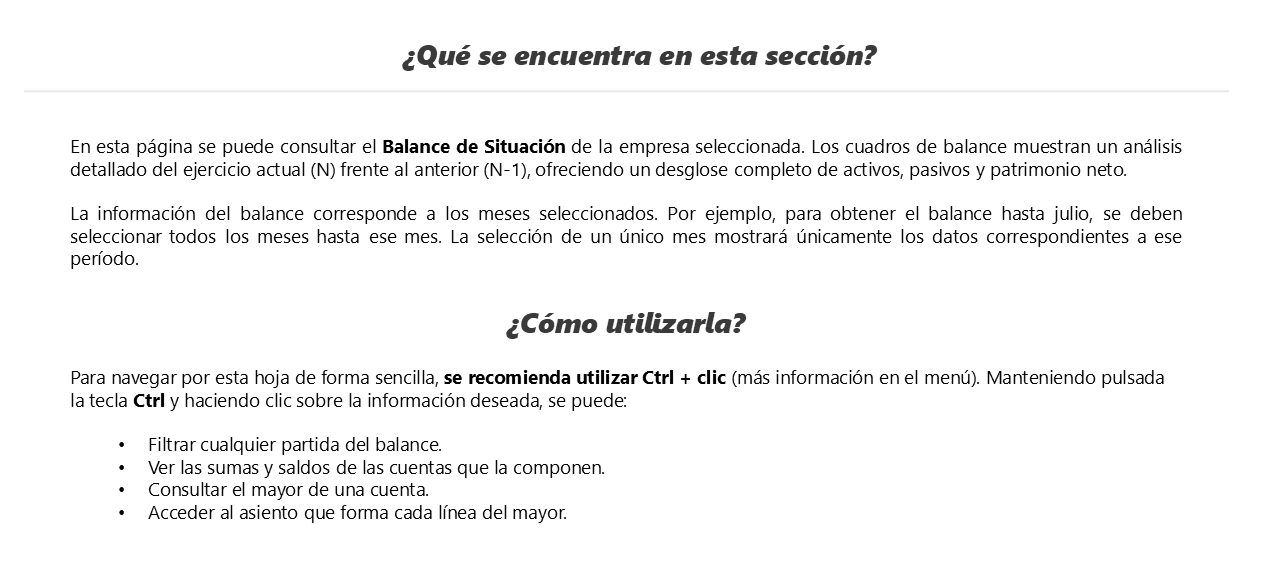 ¿Qué se encuentra en esta sección?
En esta página se puede consultar el Balance de Situación de la empresa seleccionada. Los cuadros de balance muestran un análisis
detallado del ejercicio actual (N) frente al anterior (N-1), ofreciendo un desglose completo de activos, pasivos y patrimonio neto.
La información del balance corresponde a los meses seleccionados. Por ejemplo, para obtener el balance hasta julio, se deben
seleccionar todos los meses hasta ese mes. La selección de un único mes mostrará únicamente los datos correspondientes a ese
período.
¿Cómo utilizarla?
Para navegar por esta hoja de forma sencilla, se recomienda utilizar Ctrl + clic (más información en el menú). Manteniendo pulsada
la tecla Ctrl y haciendo clic sobre la información deseada, se puede:
• Filtrar cualquier partida del balance.
• Ver las sumas y saldos de las cuentas que la componen.
• Consultar el mayor de una cuenta.
• Acceder al asiento que forma cada línea del mayor.